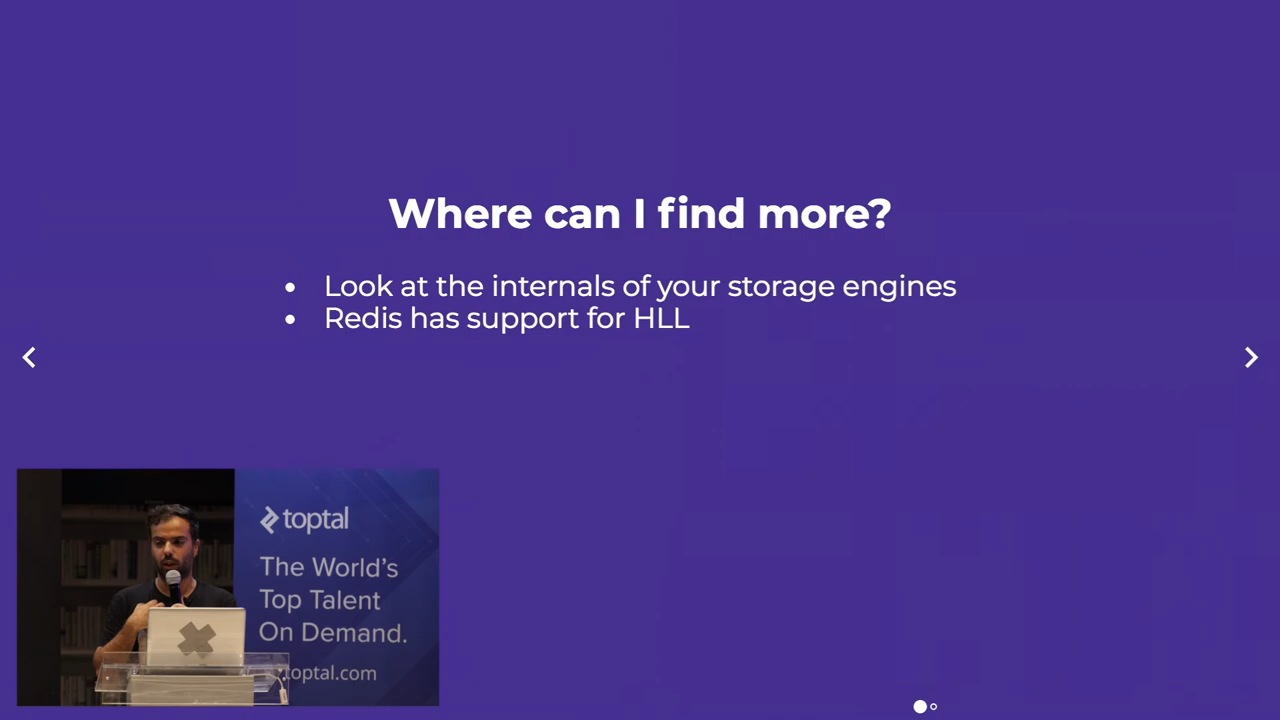 Where can I find more?
Look at the internals of your storage engines
Redis has support for HLL
toptal
The World's
Top Talent
On Demand.
toptal.com